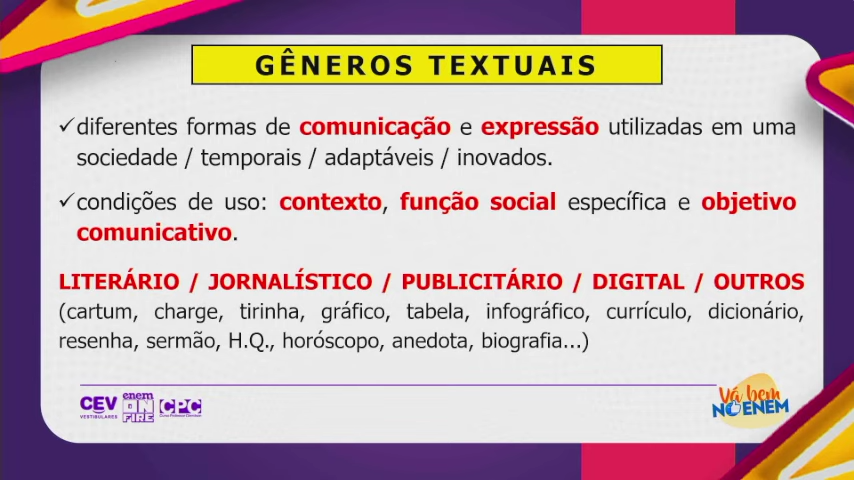 GÊNEROS TEXTUAIS
✓diferentes formas de comunicação e expressão utilizadas em uma
sociedade / temporais / adaptáveis / inovados.
✓condições de uso: contexto, função social específica e objetivo
comunicativo.
LITERÁRIO / JORNALÍSTICO / PUBLICITÁRIO / DIGITAL / OUTROS
(cartum, charge, tirinha, gráfico, tabela, infográfico, currículo, dicionário,
resenha, sermão, H.Q., horóscopo, anedota, biografia...)
CEV
VESTIBULARES
enem
ON
FIRE
CPC
Vá bem
NO ENEM